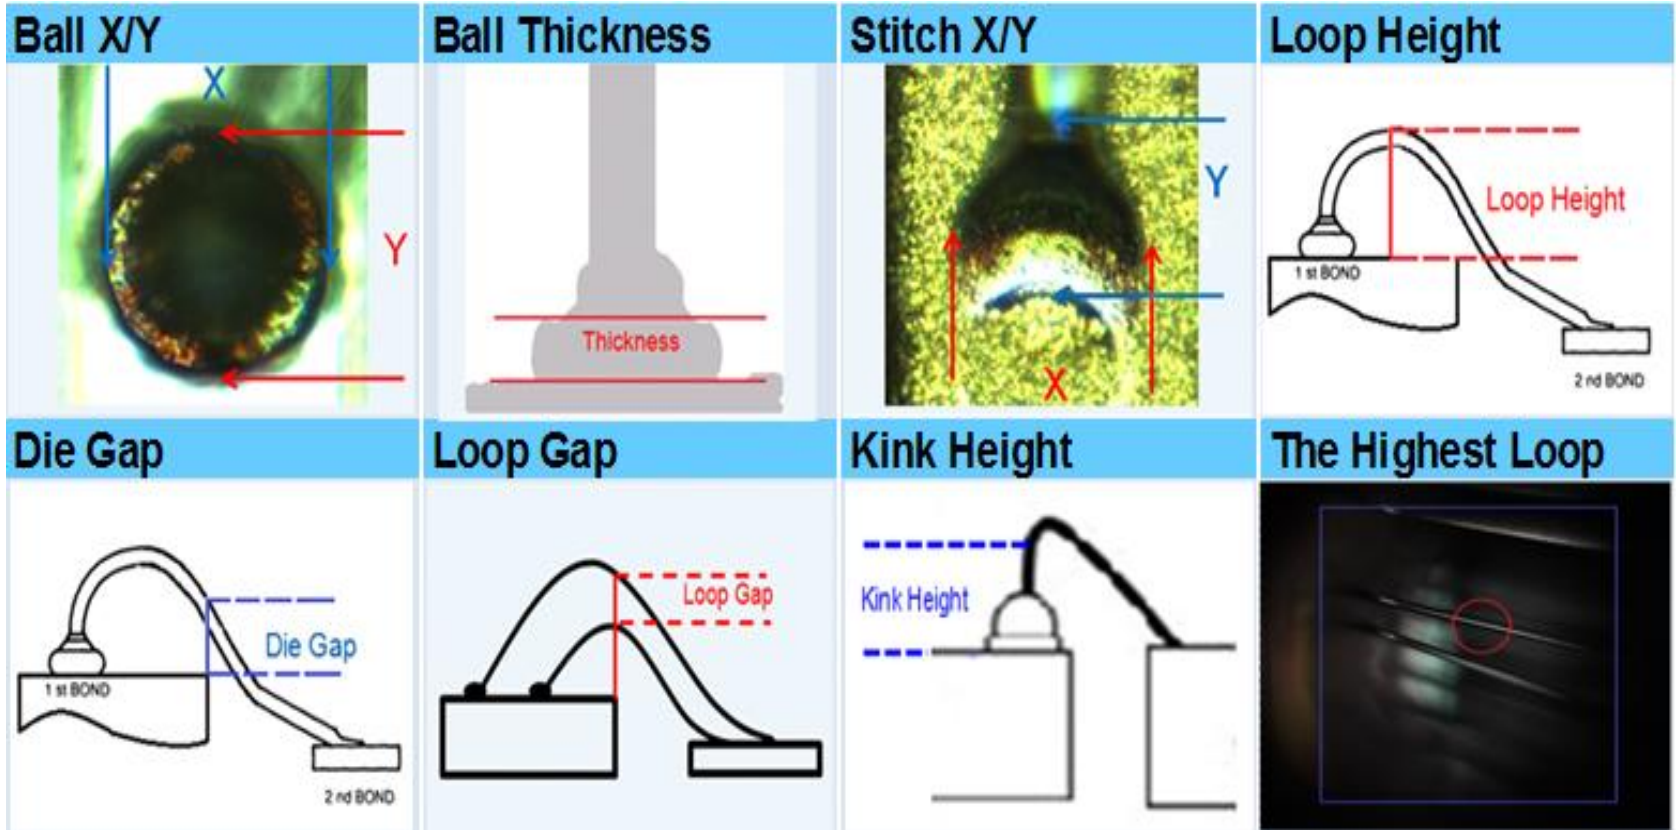 Ball X/Y
X
Y
Ball Thickness
Thickness
Stitch X/Y
Y
X
Loop Height
Loop Height
1 st BOND
2 nd BOND
Die Gap
Die Gap
1 st BOND
2 nd BOND
Loop Gap
Loop Gap
Kink Height
Kink Height
The Highest Loop